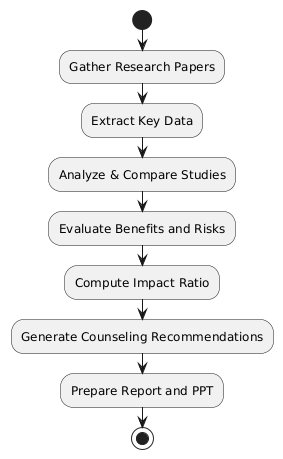 Gather Research Papers
Extract Key Data
Analyze & Compare Studies
Evaluate Benefits and Risks
Compute Impact Ratio
Generate Counseling Recommendations
Prepare Report and PPT